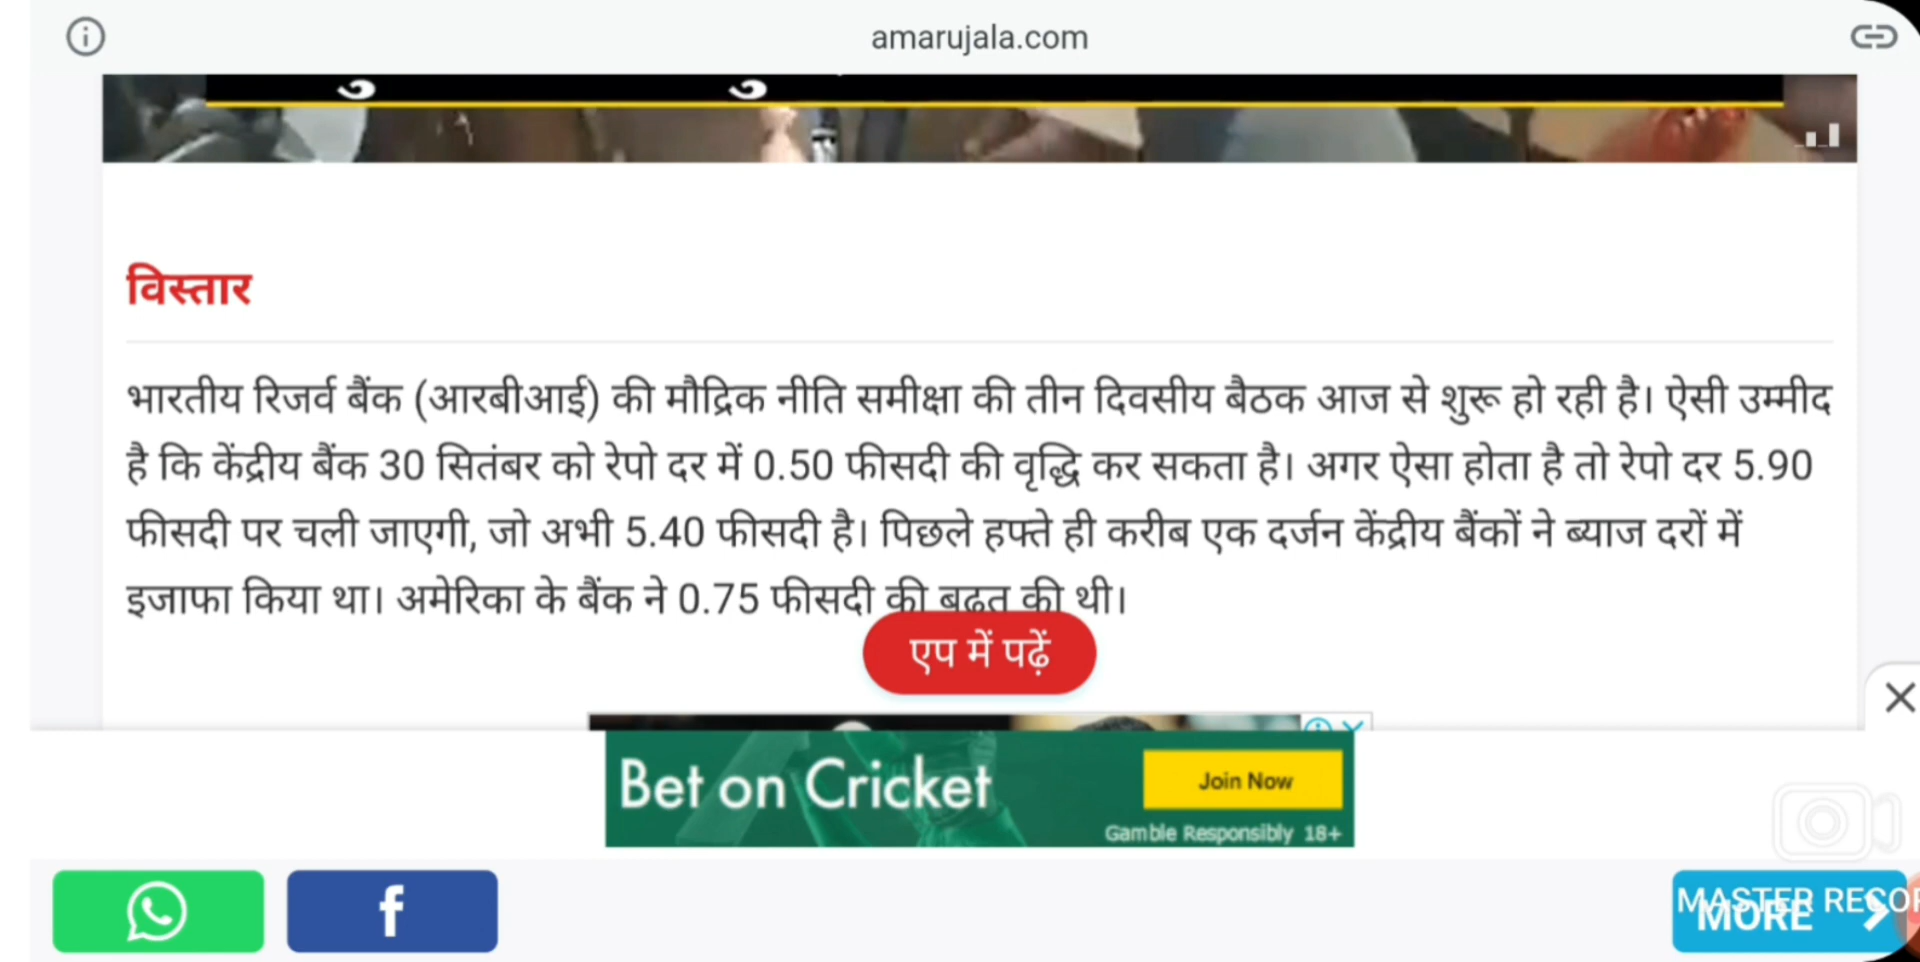 amarujala.com
विस्तार
भारतीय रिजर्व बैंक (आरबीआई) की मौद्रिक नीति समीक्षा की तीन दिवसीय बैठक आज से शुरू हो रही है। ऐसी उम्मीद
है कि केंद्रीय बैंक 30 सितंबर को रेपो दर में 0.50 फीसदी की वृद्धि कर सकता है। अगर ऐसा होता है तो रेपो दर 5.90
फीसदी पर चली जाएगी, जो अभी 5.40 फीसदी है। पिछले हफ्ते ही करीब एक दर्जन केंद्रीय बैंकों ने ब्याज दरों में
इजाफा किया था। अमेरिका के बैंक ने 0.75 फीसदी की बढ़त की थी।
एप में पढ़ें
Bet on Cricket
Join Now
Gamble Responsibly 18+
MASTER RECOR
MORE